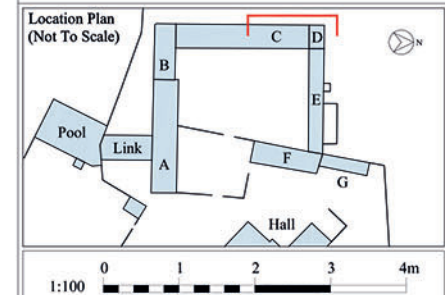 Location Plan
(Not To Scale)
C
D
N
B
E
Pool
Link
A
F
G
Hall
0 1 2 3 4m
1:100